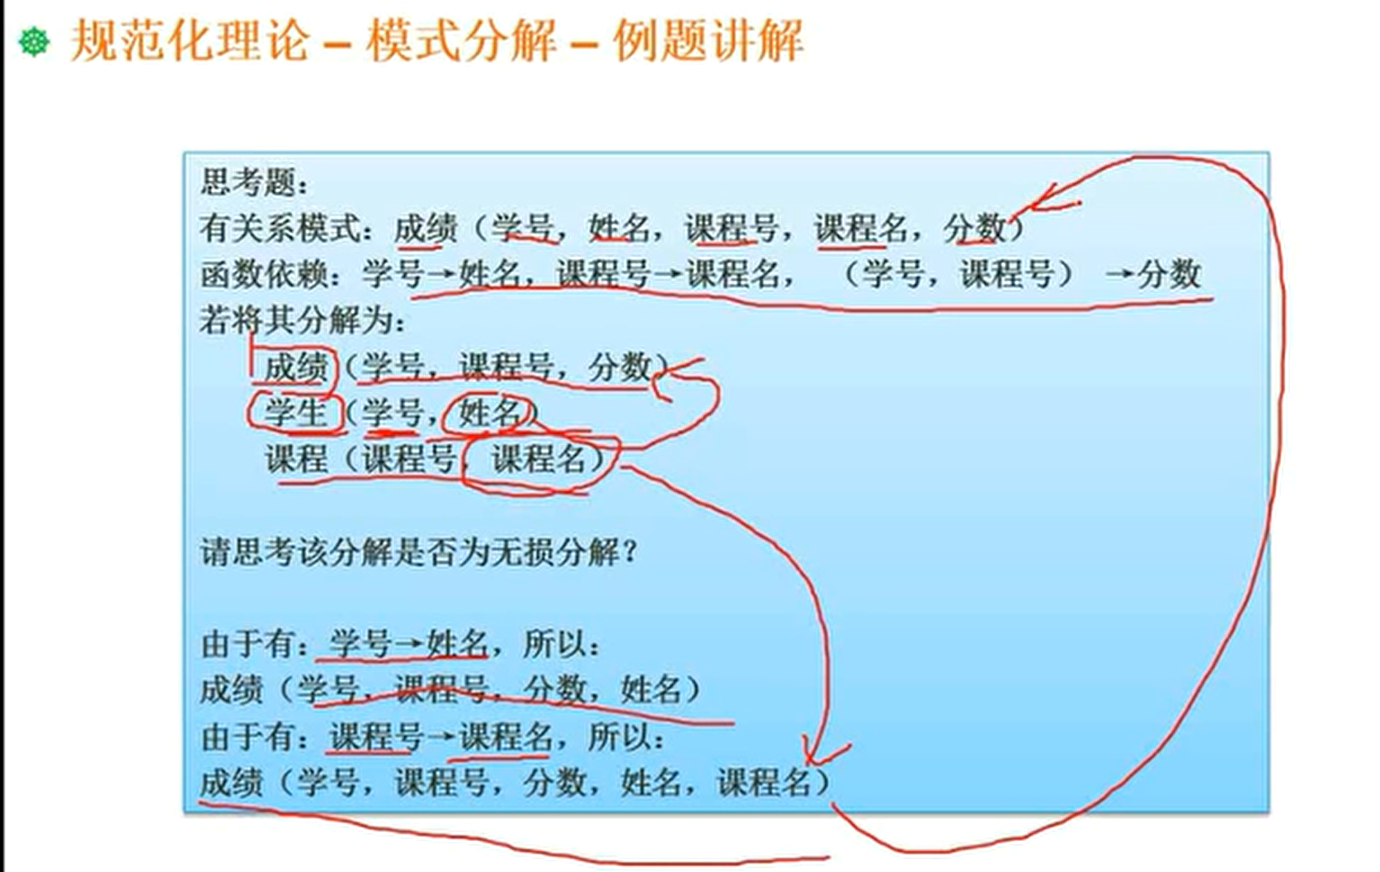 规范化理论 – 模式分解 – 例题讲解
思考题：
有关系模式：成绩（学号，姓名，课程号，课程名，分数）
函数依赖：学号→姓名，课程号→课程名，（学号，课程号）→分数
若将其分解为：
成绩（学号，课程号，分数）
学生（学号，姓名）
课程（课程号，课程名）
请思考该分解是否为无损分解？
由于有：学号→姓名，所以：
成绩（学号，课程号，分数，姓名）
由于有：课程号→课程名，所以：
成绩（学号，课程号，分数，姓名，课程名）